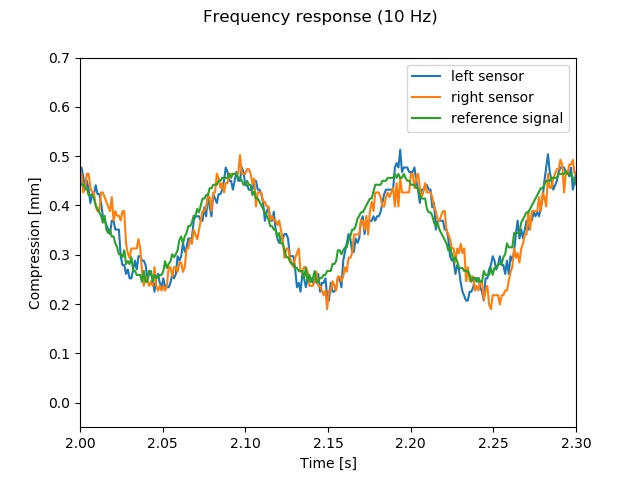 Frequency response (10 Hz)
0.7
0.6
0.5
0.4
0.3
0.2
0.1
0.0
Compression [mm]
left sensor
right sensor
reference signal
2.00 2.05 2.10 2.15 2.20 2.25 2.30
Time [s]